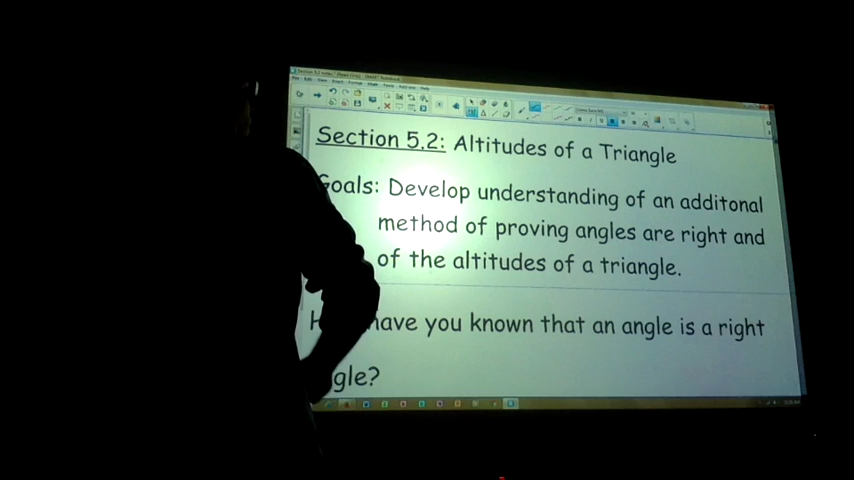 Section 5.2: Altitudes of a Triangle
Goals: Develop understanding of an additonal
method of proving angles are right and
of the altitudes of a triangle.
have you known that an angle is a right
gle?